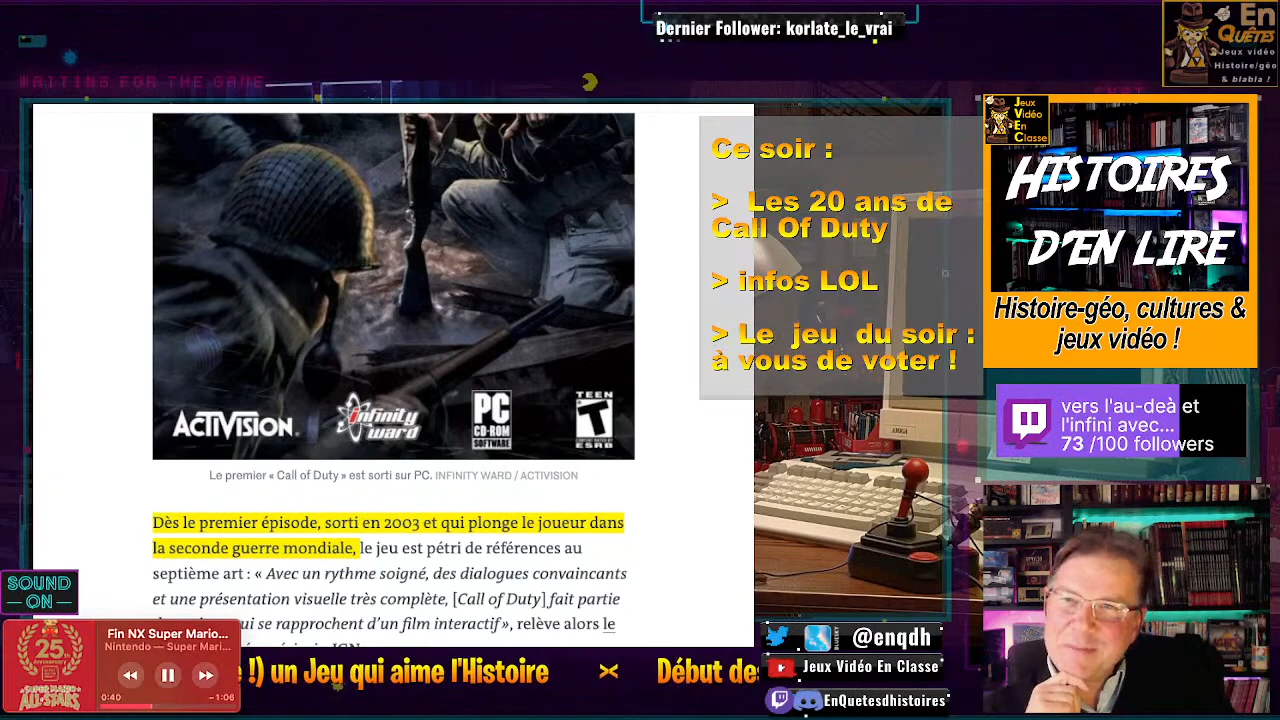 Dernier Follower: korlate_le_vrai
En
QUÊTES
Jeux vidéo
Histoire/géo
& blabla !
WAITING FOR THE GAME
ACTIVISION
infinity
ward
PC
CD-ROM
SOFTWARE
TEEN
T
ESRB
Le premier « Call of Duty » est sorti sur PC. INFINITY WARD / ACTIVISION
Dès le premier épisode, sorti en 2003 et qui plonge le joueur dans
la seconde guerre mondiale, le jeu est pétri de références au
septième art : « Avec un rythme soigné, des dialogues convaincants
et une présentation visuelle très complète, [Call of Duty] fait partie
qui se rapprochent d'un film interactif », relève alors le
Ce soir :
> Les 20 ans de
Call Of Duty
> infos LOL
> Le jeu du soir :
à vous de voter !
Jeux
Vidéo
En
Classe
HISTOIRES
D'EN LIRE
Histoire-géo, cultures &
jeux vidéo !
vers l'au-deà et
l'infini avec...
73 /100 followers
SOUND
ON
25th
Anniversary
SUPER MARIO
ALL-STARS
Fin NX Super Mario...
Nintendo — Super Mari...
0:40
-1:06
!) un Jeu qui aime l'Histoire
Début de
@enqdh
Jeux Vidéo En Classe
EnQuetesdhistoires